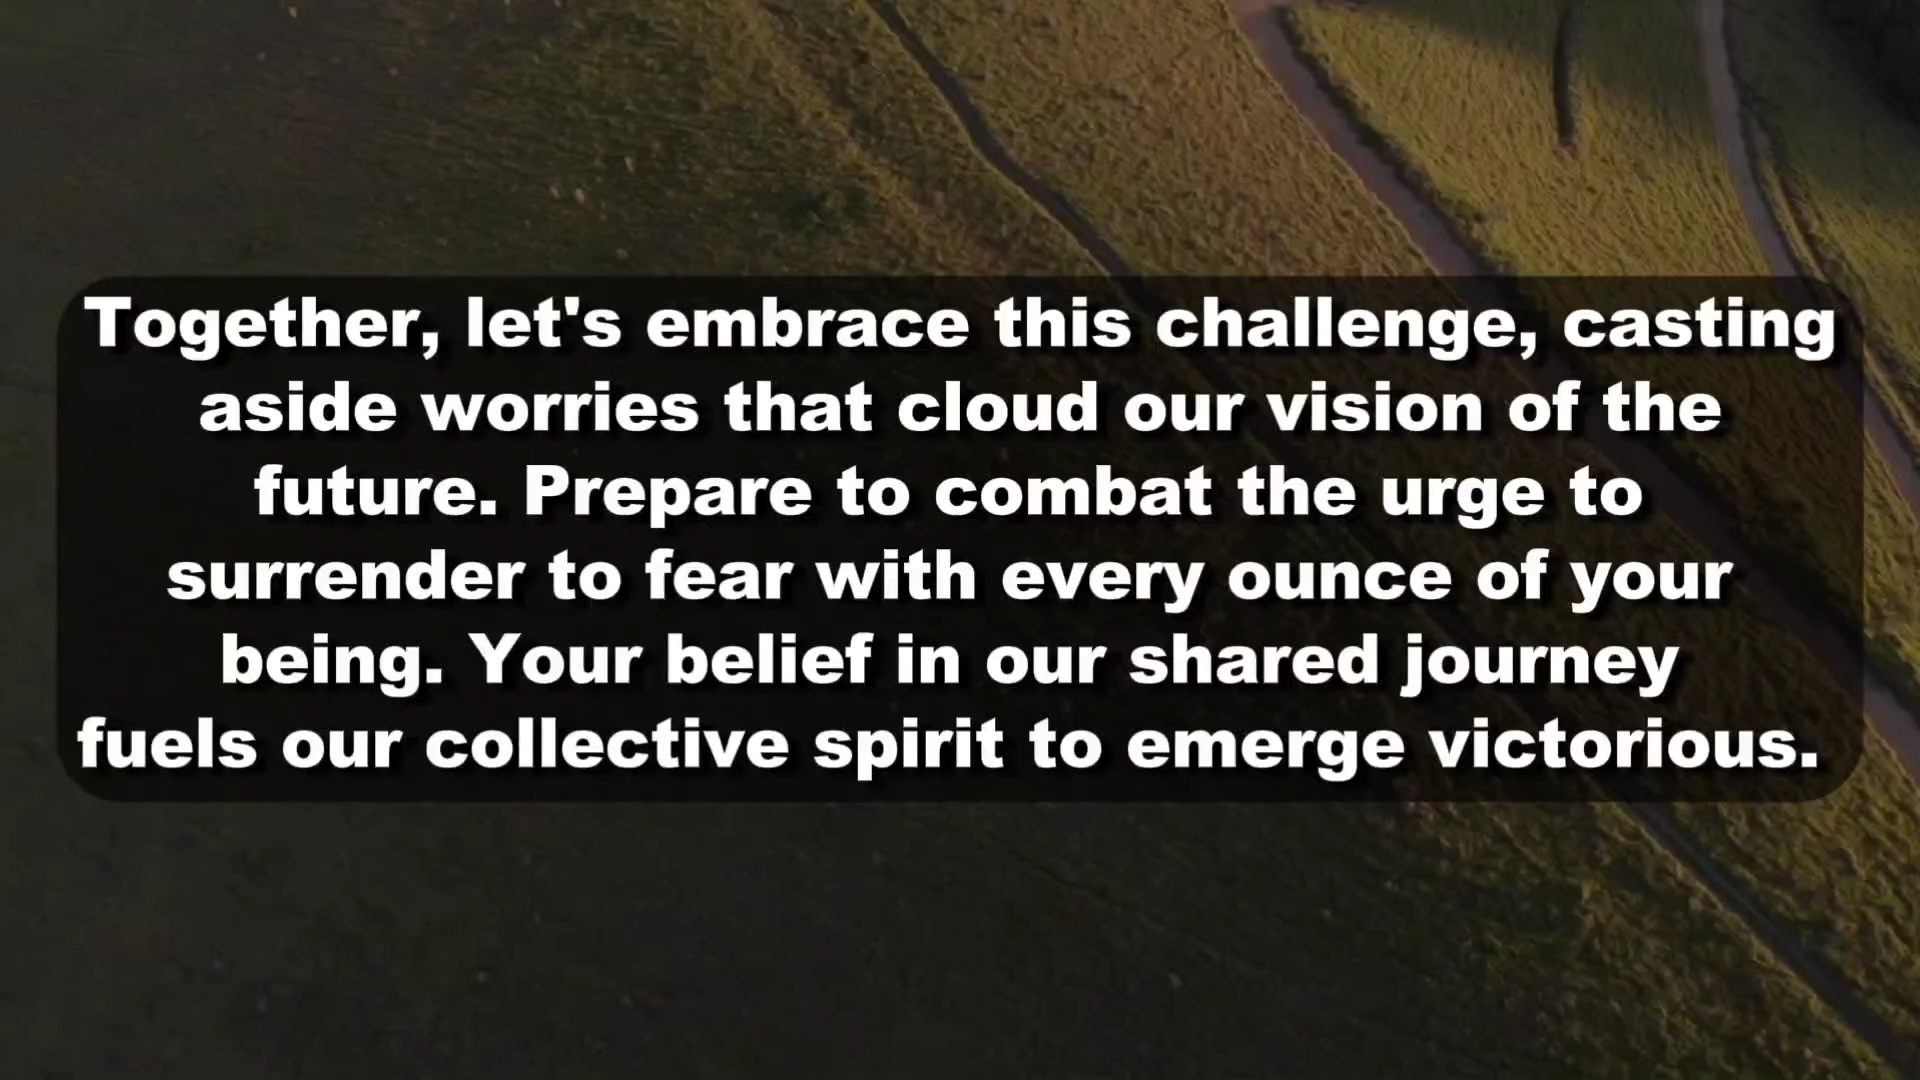 Together, let's embrace this challenge, casting
aside worries that cloud our vision of the
future. Prepare to combat the urge to
surrender to fear with every ounce of your
being. Your belief in our shared journey
fuels our collective spirit to emerge victorious.